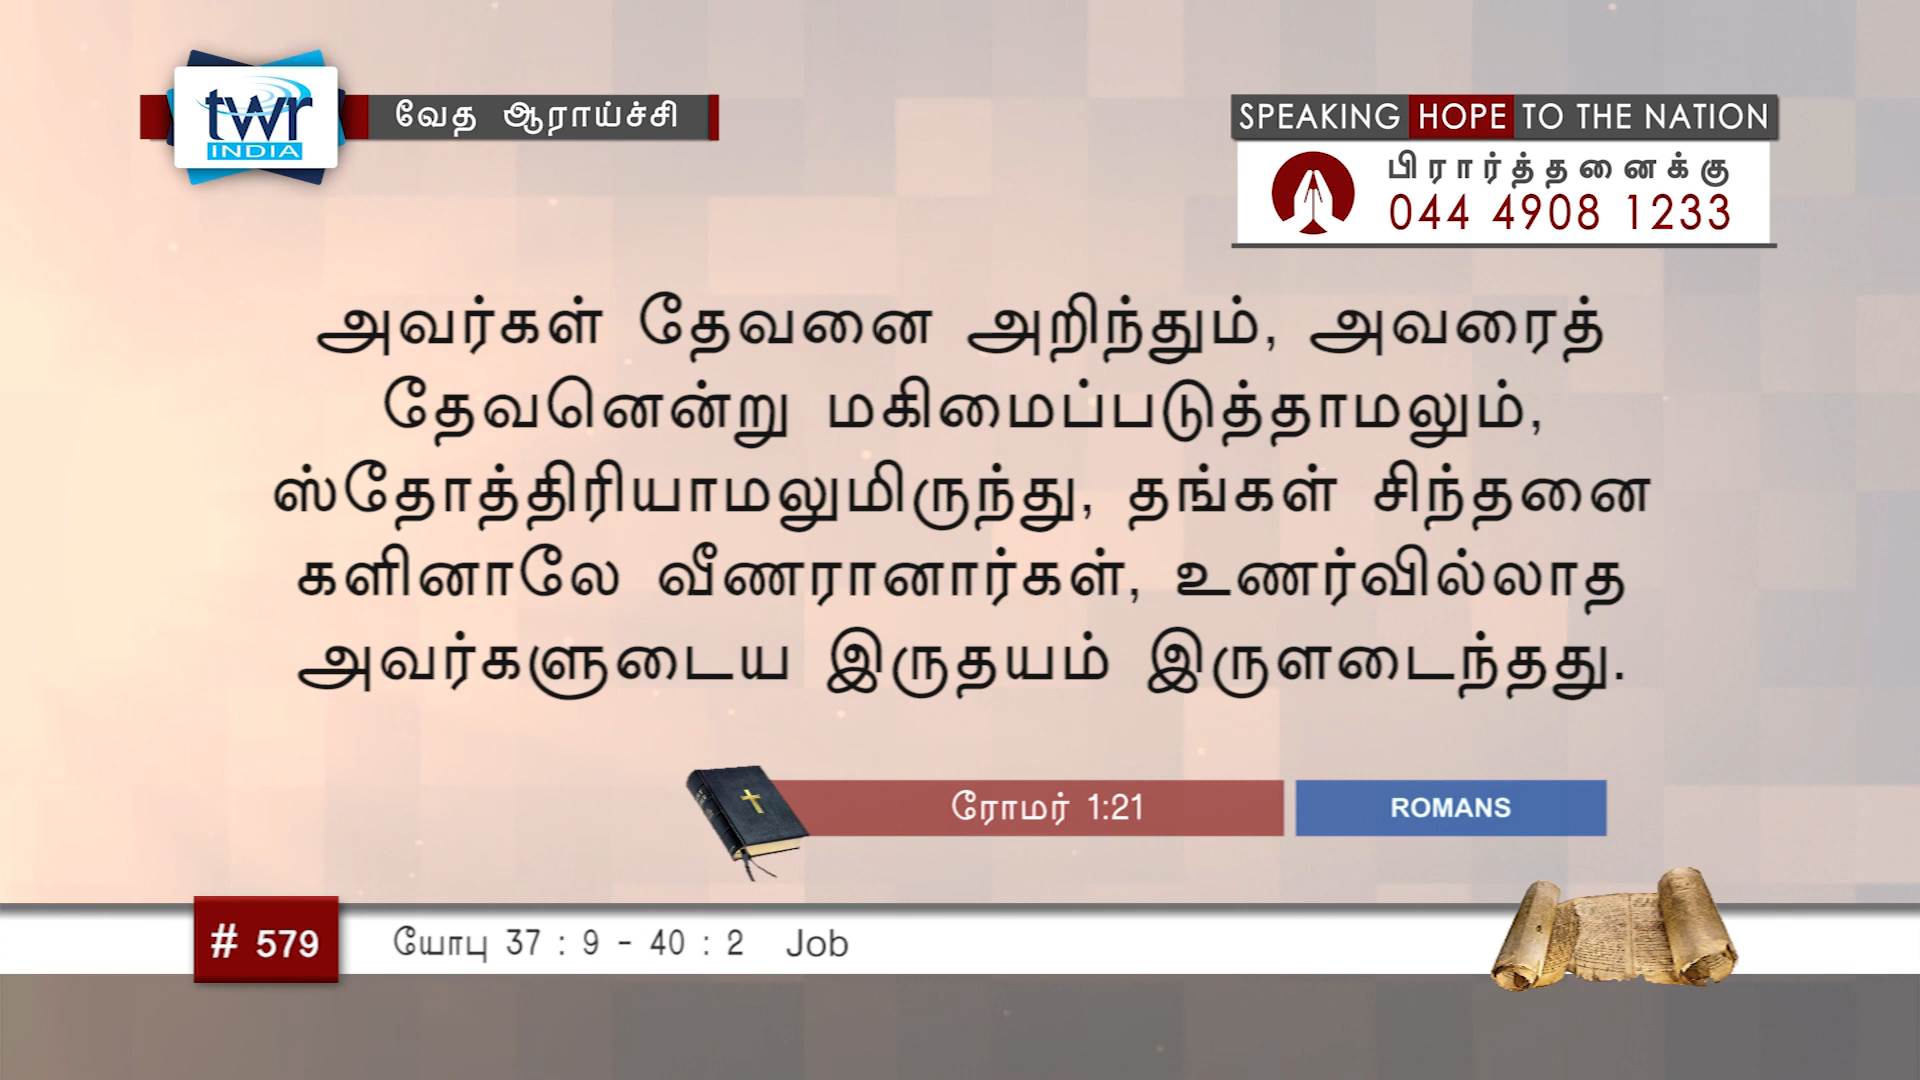 twr
INDIA
வேத ஆராய்ச்சி
SPEAKING HOPE TO THE NATION
பிரார்த்தனைக்கு
044 4908 1233
அவர்கள் தேவனை அறிந்தும், அவரைத்
தேவனென்று மகிமைப்படுத்தாமலும்,
ஸ்தோத்திரியாமலுமிருந்து, தங்கள் சிந்தனை
களினாலே வீணரானார்கள், உணர்வில்லாத
அவர்களுடைய இருதயம் இருளடைந்தது.
ரோமர் 1:21
ROMANS
# 579
யோபு 37 : 9 - 40 : 2 Job